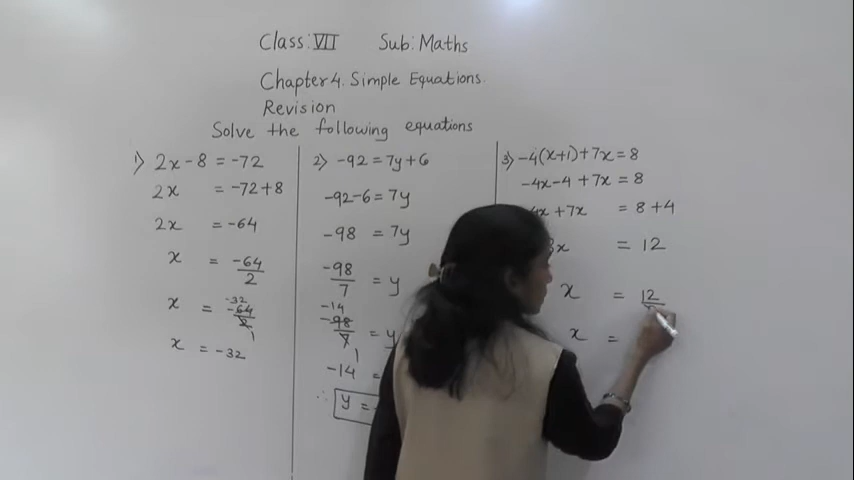 Class: VII Sub: Maths
Chapter 4. Simple Equations.
Revision
Solve the following equations
1) 2x - 8 = -72
2x = -72 + 8
2x = -64
x = -64/2
-32
x = -64/2
1
x = -32
2) -92 = 7y + 6
-92 - 6 = 7y
-98 = 7y
-98/7 = y
-14
-98/7 = y
1
-14 =
∴ y =
3) -4(x+1) + 7x = 8
-4x - 4 + 7x = 8
4x + 7x = 8 + 4
3x = 12
x = 12
x =